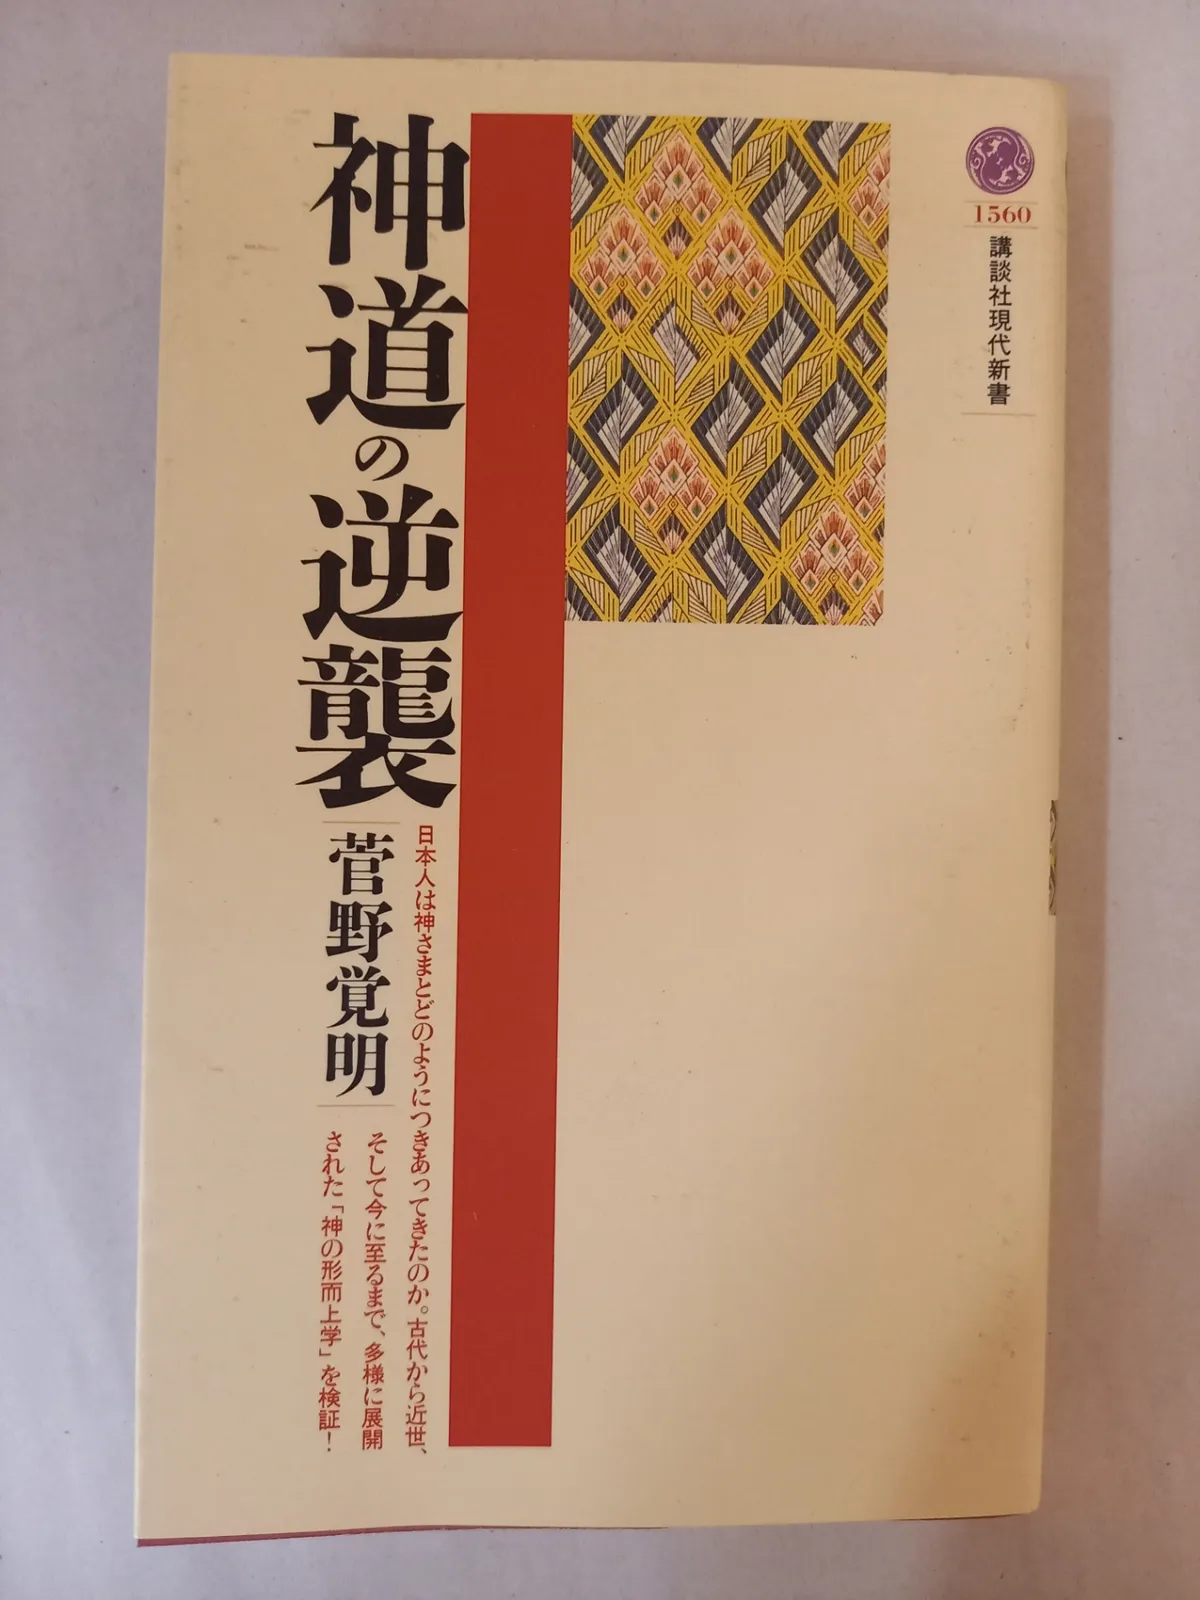 1560
講談社現代新書
神道の逆襲
菅野覚明
日本人は神さまとどのようにつきあってきたのか。古代から近世、
そして今に至るまで、多様に展開
された「神の形而上学」を検証！